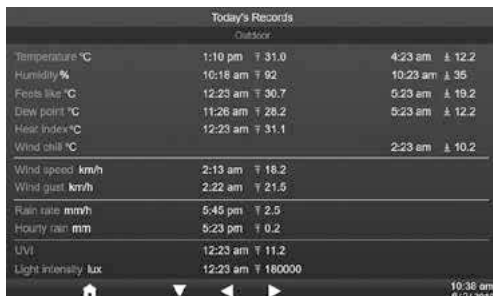 Today's Records
Outdoor
Temperature °C 1:10 pm 31.0 4:23 am 12.2
Humidity % 10:18 am 92 10:23 am 35
Feels like °C 12:23 am 30.7 5:23 am 19.2
Dew point °C 11:26 am 28.2 5:23 am 12.2
Heat index °C 12:23 am 31.1
Wind chill °C 2:23 am 10.2
Wind speed km/h 2:13 am 18.2
Wind gust km/h 2:22 am 21.5
Rain rate mm/h 5:45 pm 2.5
Hourly rain mm 5:23 pm 0.2
UVI 12:23 am 11.2
Light intensity lux 12:23 am 180000
10:38 am